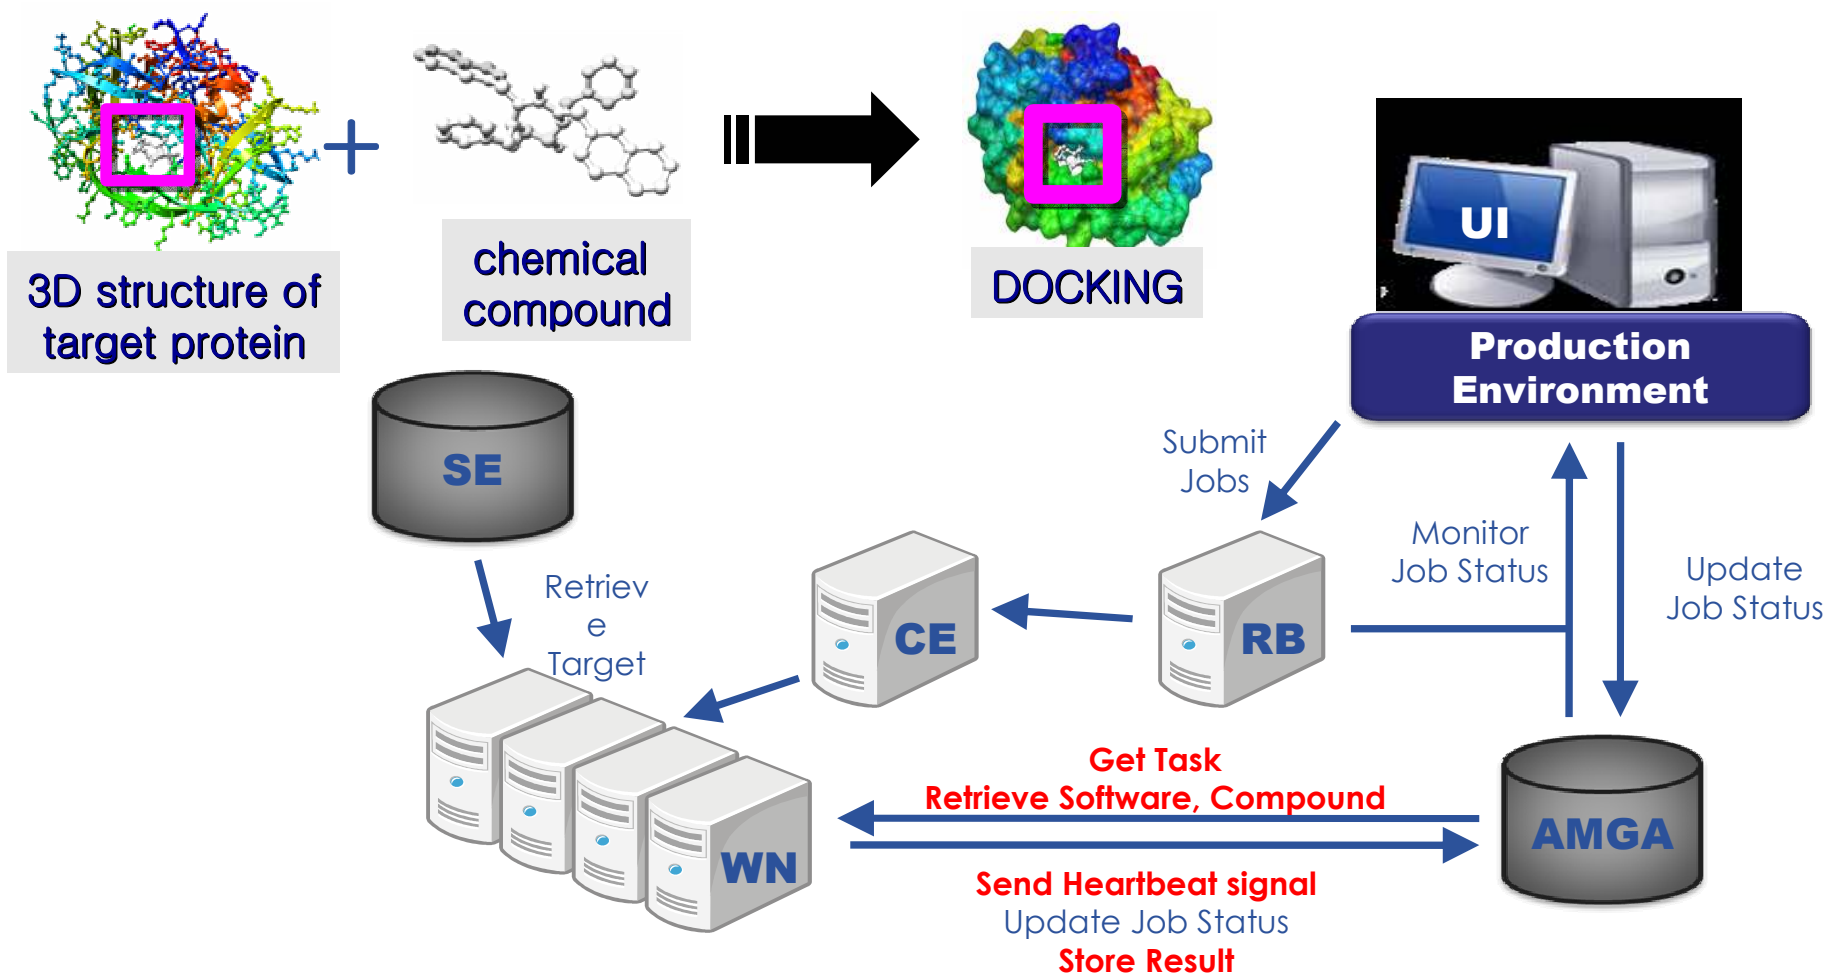 3D structure of
target protein
+
chemical
compound
DOCKING
UI
Production
Environment
SE
Submit
Jobs
Monitor
Job Status
Update
Job Status
Retriev
e
Target
CE
RB
Get Task
Retrieve Software, Compound
WN
AMGA
Send Heartbeat signal
Update Job Status
Store Result